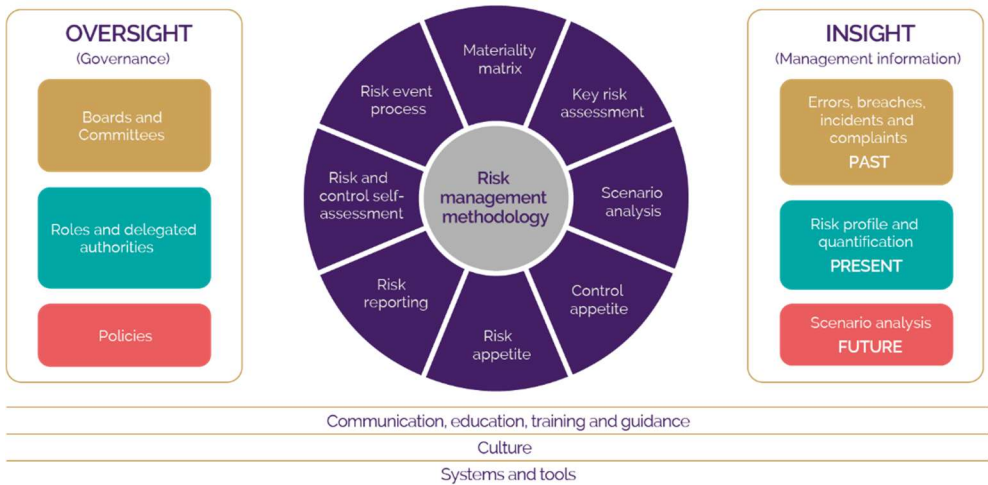 OVERSIGHT
(Governance)
Boards and
Committees
Roles and delegated
authorities
Policies
Materiality
matrix
Key risk
assessment
Scenario
analysis
Control
appetite
Risk
appetite
Risk
reporting
Risk and
control self-
assessment
Risk event
process
Risk
management
methodology
INSIGHT
(Management information)
Errors, breaches,
incidents and
complaints
PAST
Risk profile and
quantification
PRESENT
Scenario analysis
FUTURE
Communication, education, training and guidance
Culture
Systems and tools